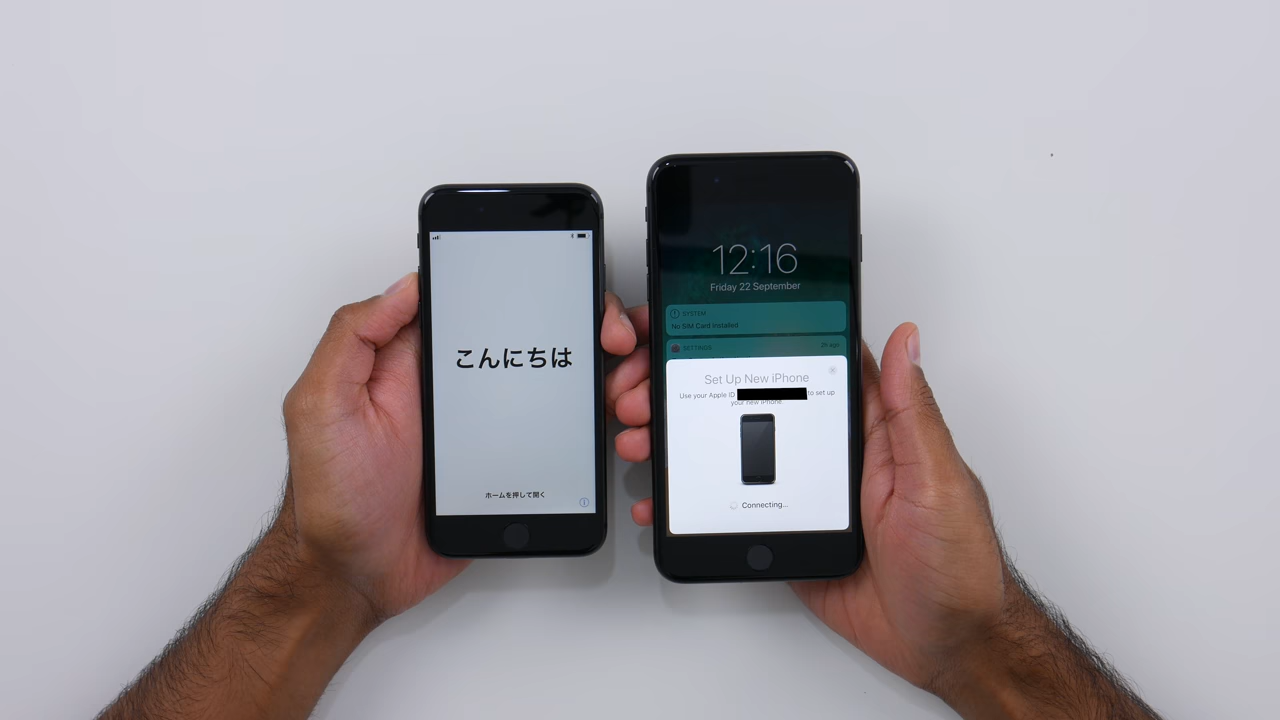 こんにちは
ホームを押して開く
12:16
Friday 22 September
SYSTEM
No SIM Card Installed
SETTINGS
2h ago
Set Up New iPhone
Use your Apple ID to set up
your new iPhone.
Connecting...